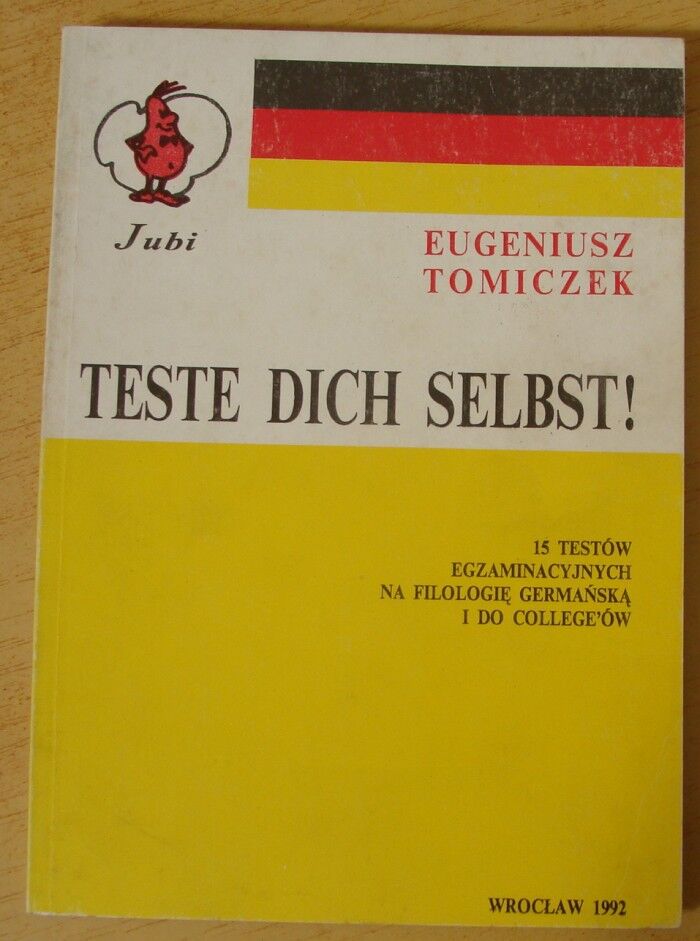 Jubi
EUGENIUSZ
TOMICZEK
TESTE DICH SELBST!
15 TESTÓW
EGZAMINACYJNYCH
NA FILOLOGIĘ GERMAŃSKĄ
I DO COLLEGE'ÓW
WROCŁAW 1992